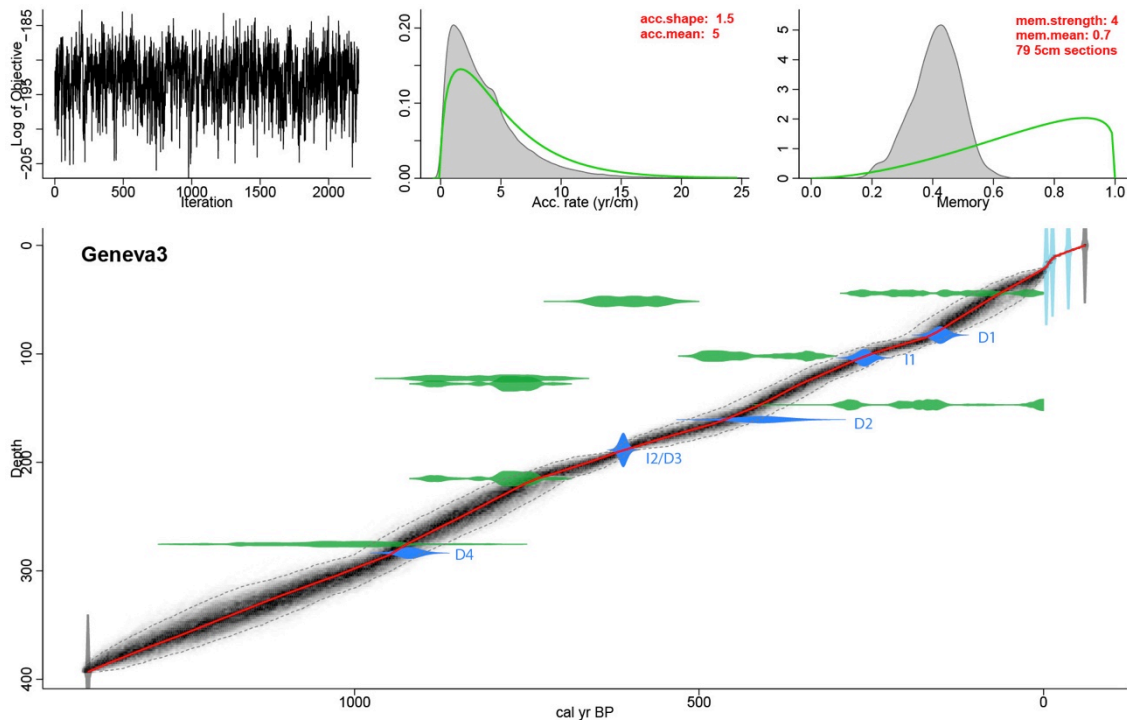 -185
-195
-205
Log of Objective
0 500 1000 1500 2000
Iteration
0.20
0.10
0.00
0 5 10 15 20 25
Acc. rate (yr/cm)
acc.shape: 1.5
acc.mean: 5
5
4
3
2
1
0
0.0 0.2 0.4 0.6 0.8 1.0
Memory
mem.strength: 4
mem.mean: 0.7
79 5cm sections
Geneva3
0
100
200
300
400
Depth
D1
I1
D2
I2/D3
D4
1000 500 0
cal yr BP